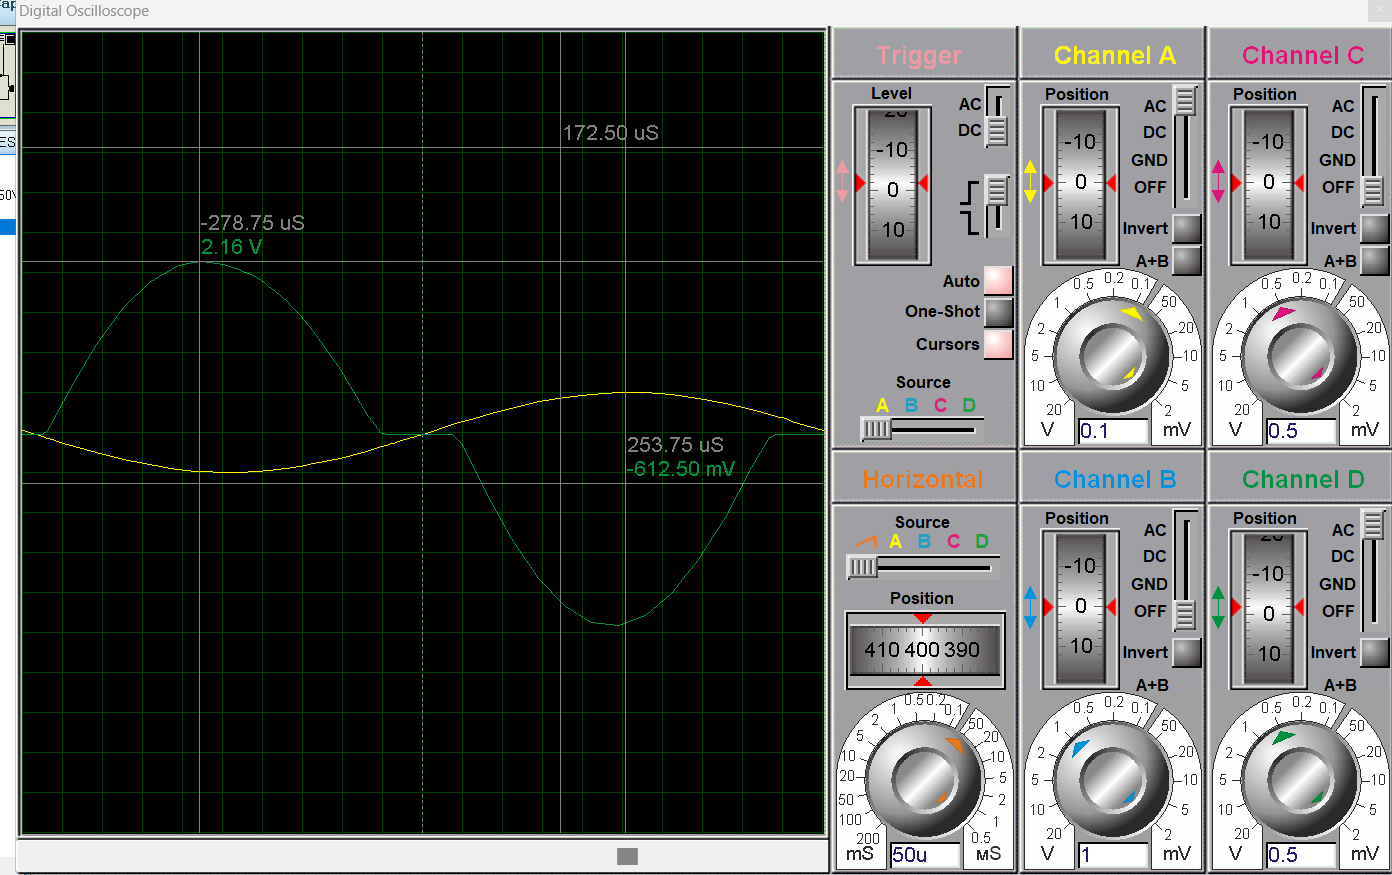 Digital Oscilloscope
ES
172.50 uS
-278.75 uS
2.16 V
253.75 uS
-612.50 mV
Trigger
Level
-10
0
10
AC
DC
Auto
One-Shot
Cursors
Source
A B C D
Channel A
Position
-10
0
10
AC
DC
GND
OFF
Invert
A+B
20 10 5 2 1 0.5 0.2 0.1 50 20 10 5 2
V 0.1 mV
Channel C
Position
-10
0
10
AC
DC
GND
OFF
Invert
A+B
20 10 5 2 1 0.5 0.2 0.1 50 20 10 5 2
V 0.5 mV
Horizontal
Source
A B C D
Position
410 400 390
200 100 50 20 10 5 2 1 0.5 0.2 0.1 50 20 10 5 2 1 0.5
mS 50u мS
Channel B
Position
-10
0
10
AC
DC
GND
OFF
Invert
A+B
20 10 5 2 1 0.5 0.2 0.1 50 20 10 5 2
V 1 mV
Channel D
Position
-10
0
10
AC
DC
GND
OFF
Invert
A+B
20 10 5 2 1 0.5 0.2 0.1 50 20 10 5 2
V 0.5 mV